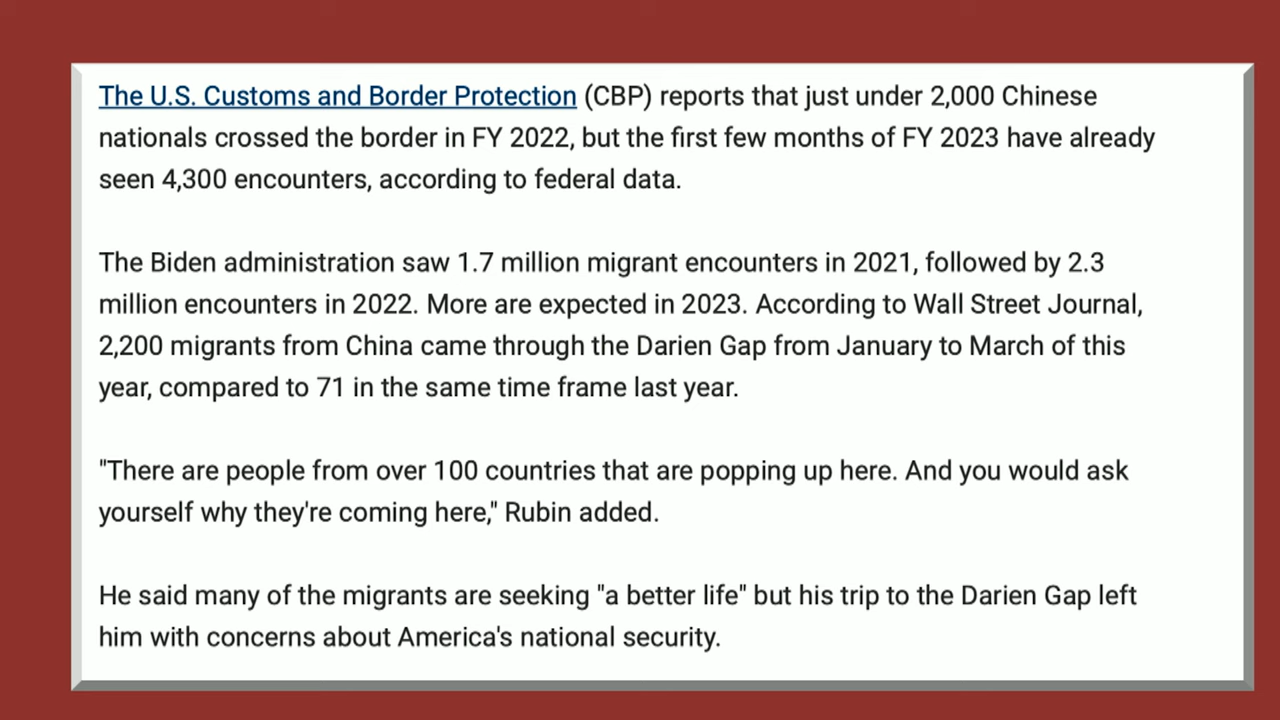 The U.S. Customs and Border Protection (CBP) reports that just under 2,000 Chinese
nationals crossed the border in FY 2022, but the first few months of FY 2023 have already
seen 4,300 encounters, according to federal data.
The Biden administration saw 1.7 million migrant encounters in 2021, followed by 2.3
million encounters in 2022. More are expected in 2023. According to Wall Street Journal,
2,200 migrants from China came through the Darien Gap from January to March of this
year, compared to 71 in the same time frame last year.
"There are people from over 100 countries that are popping up here. And you would ask
yourself why they're coming here," Rubin added.
He said many of the migrants are seeking "a better life" but his trip to the Darien Gap left
him with concerns about America's national security.